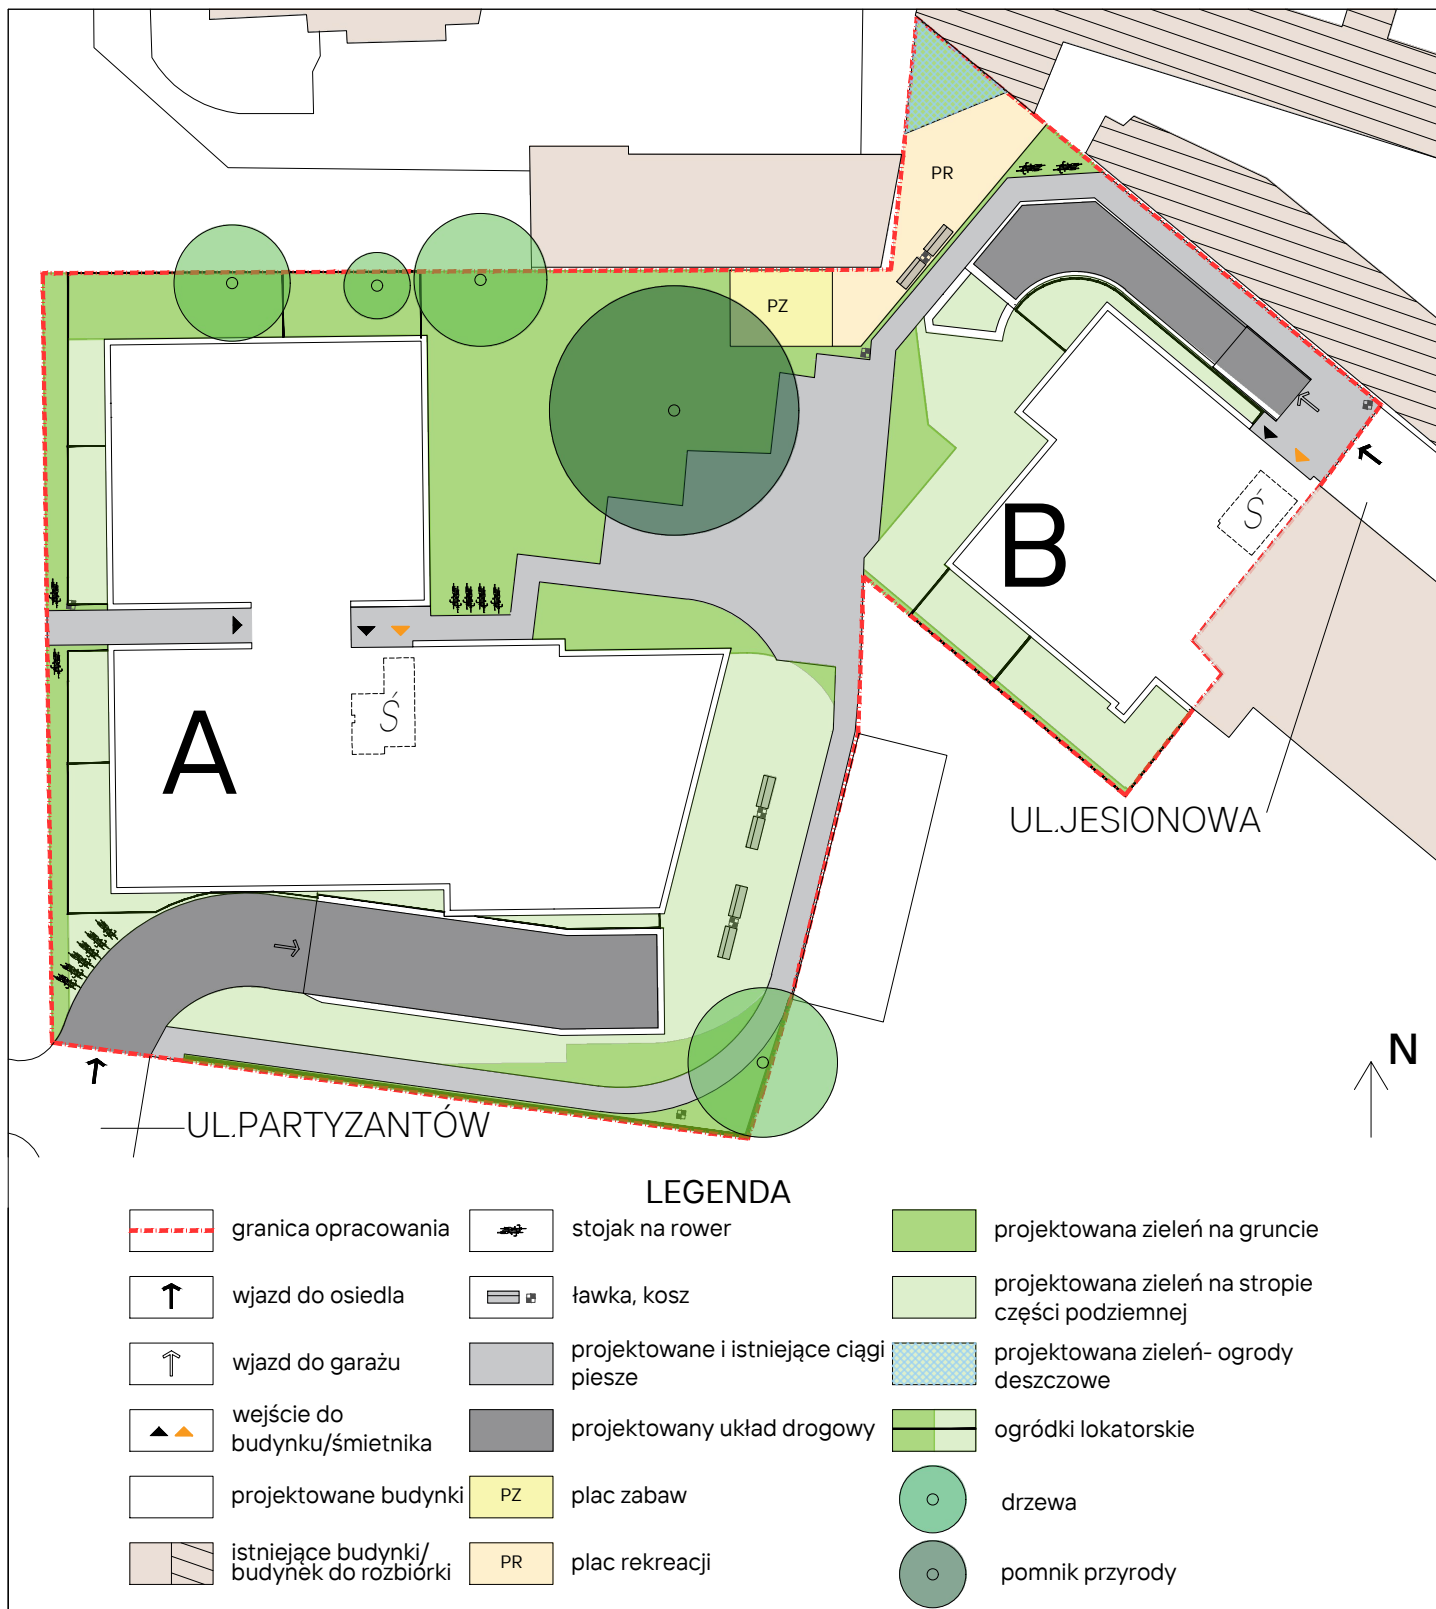 PR
PZ
B
Ś
A
Ś
UL.JESIONOWA
N
UL.PARTYZANTÓW
LEGENDA
granica opracowania
wjazd do osiedla
wjazd do garażu
wejście do
budynku/śmietnika
projektowane budynki
istniejące budynki/
budynek do rozbiórki
stojak na rower
ławka, kosz
projektowane i istniejące ciągi
piesze
projektowany układ drogowy
PZ
plac zabaw
PR
plac rekreacji
projektowana zieleń na gruncie
projektowana zieleń na stropie
części podziemnej
projektowana zieleń- ogrody
deszczowe
ogródki lokatorskie
drzewa
pomnik przyrody